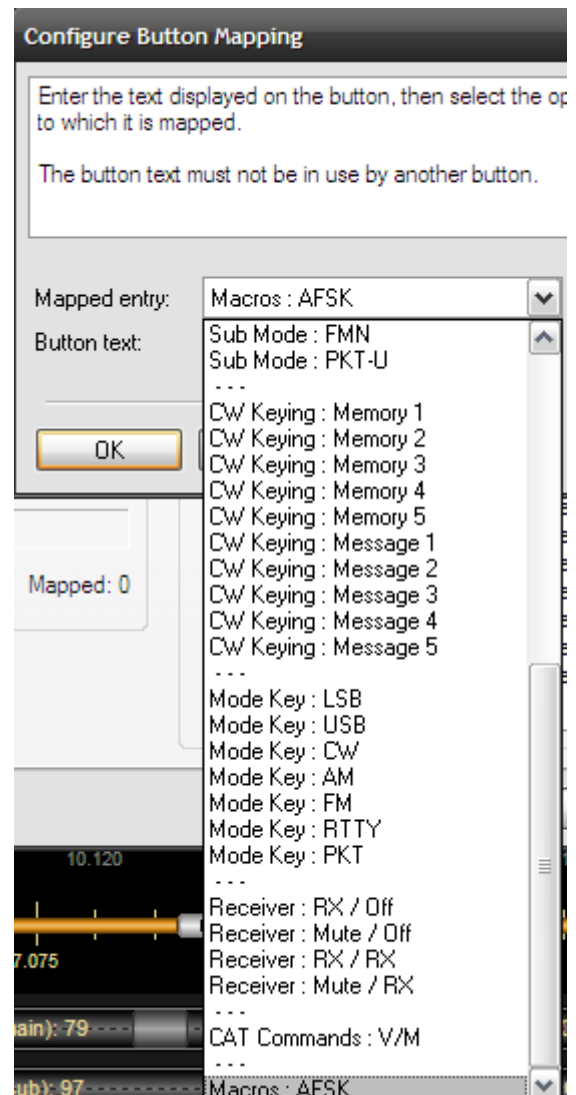 Configure Button Mapping
Enter the text displayed on the button, then select the op
to which it is mapped.
The button text must not be in use by another button.
Mapped entry: Macros : AFSK
Button text:
Sub Mode : FMN
Sub Mode : PKT-U
---
CW Keying : Memory 1
CW Keying : Memory 2
CW Keying : Memory 3
CW Keying : Memory 4
CW Keying : Memory 5
CW Keying : Message 1
CW Keying : Message 2
CW Keying : Message 3
CW Keying : Message 4
CW Keying : Message 5
---
Mode Key : LSB
Mode Key : USB
Mode Key : CW
Mode Key : AM
Mode Key : FM
Mode Key : RTTY
Mode Key : PKT
---
Receiver : RX / Off
Receiver : Mute / Off
Receiver : RX / RX
Receiver : Mute / RX
---
CAT Commands : V/M
---
Macros : AFSK
OK
Mapped: 0
10.120
7.075
ain): 79
sub): 97